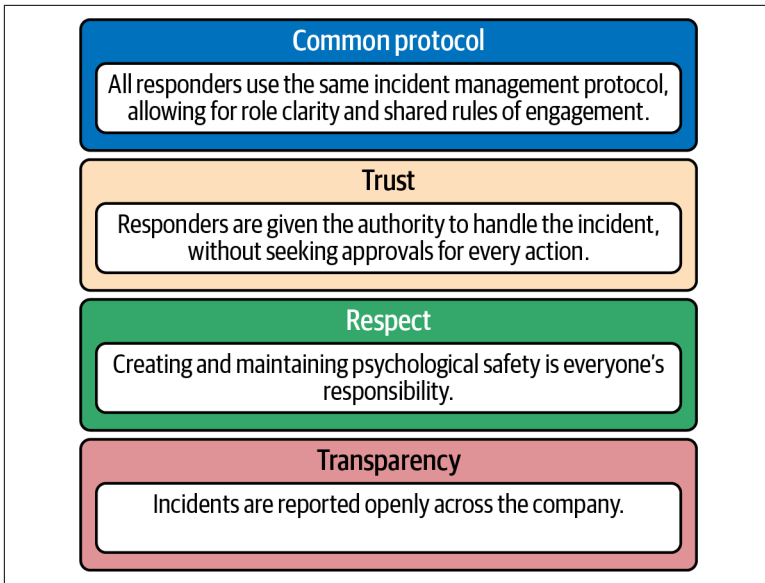 Common protocol
All responders use the same incident management protocol,
allowing for role clarity and shared rules of engagement.
Trust
Responders are given the authority to handle the incident,
without seeking approvals for every action.
Respect
Creating and maintaining psychological safety is everyone’s
responsibility.
Transparency
Incidents are reported openly across the company.